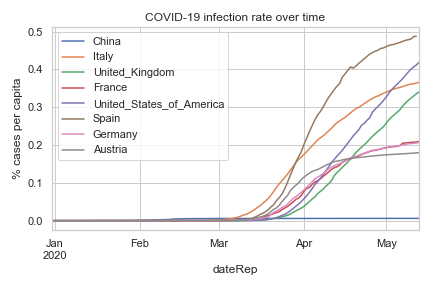 COVID-19 infection rate over time
% cases per capita
0.5
0.4
0.3
0.2
0.1
0.0
China
Italy
United_Kingdom
France
United_States_of_America
Spain
Germany
Austria
Jan
2020
Feb
Mar
Apr
May
dateRep